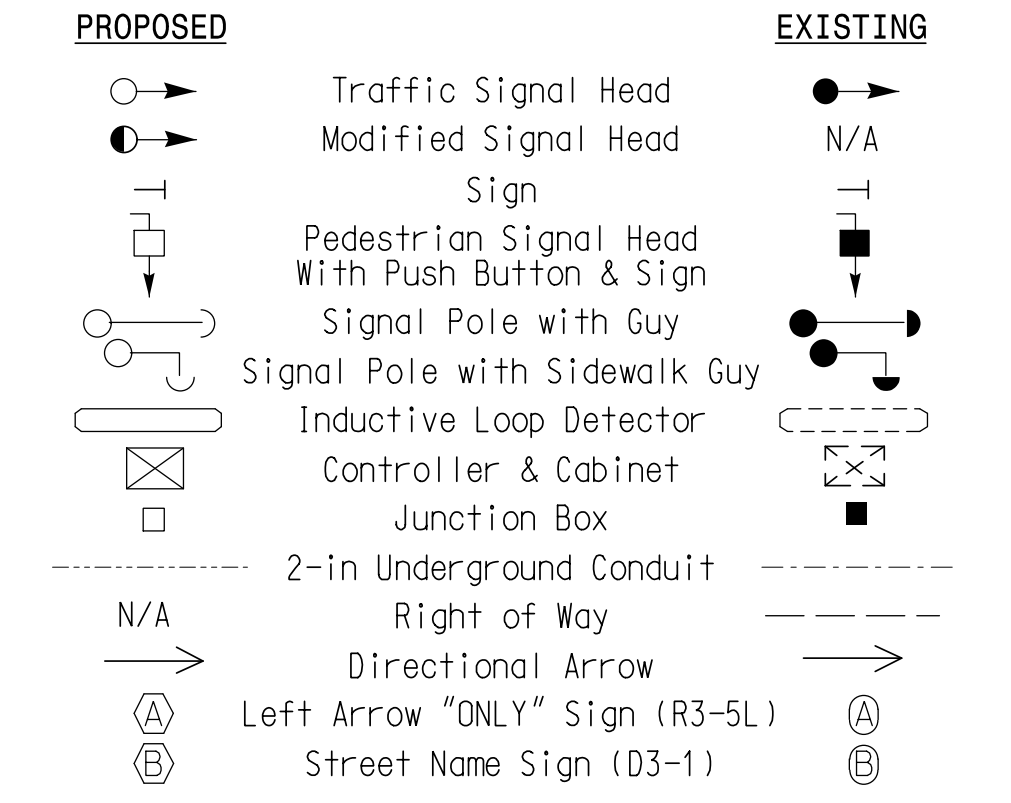 PROPOSED EXISTING
Traffic Signal Head
Modified Signal Head N/A
Sign
Pedestrian Signal Head
With Push Button & Sign
Signal Pole with Guy
Signal Pole with Sidewalk Guy
Inductive Loop Detector
Controller & Cabinet
Junction Box
2-in Underground Conduit
N/A Right of Way
Directional Arrow
A Left Arrow "ONLY" Sign (R3-5L) A
B Street Name Sign (D3-1) B